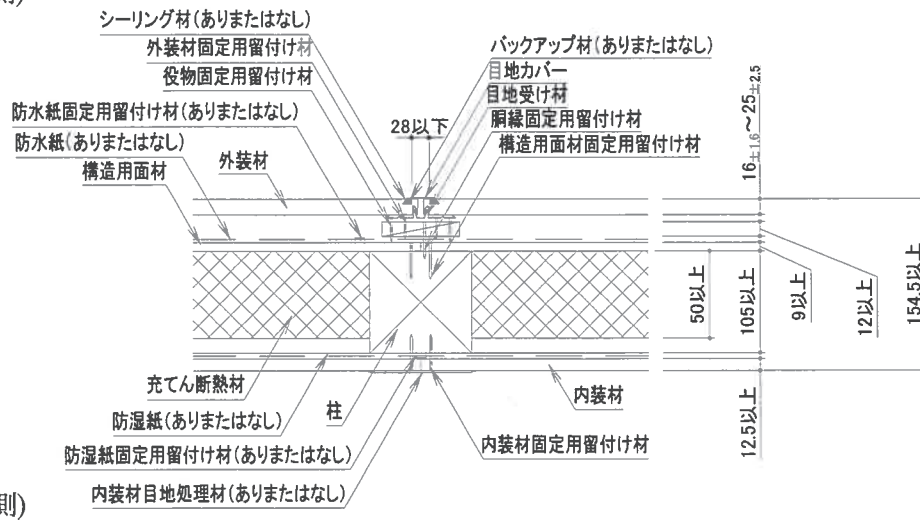 則)
シーリング材(ありまたはなし)
外装材固定用留付け材
役物固定用留付け材
防水紙固定用留付け材(ありまたはなし)
防水紙(ありまたはなし)
構造用面材
外装材
28以下
バックアップ材(ありまたはなし)
目地カバー
目地受け材
胴縁固定用留付け材
構造用面材固定用留付け材
16±1.6～25±2.5
50以上
105以上
9以上
12以上
154.5以上
12.5以上
充てん断熱材
防湿紙(ありまたはなし)
柱
防湿紙固定用留付け材(ありまたはなし)
内装材目地処理材(ありまたはなし)
内装材
内装材固定用留付け材
則)